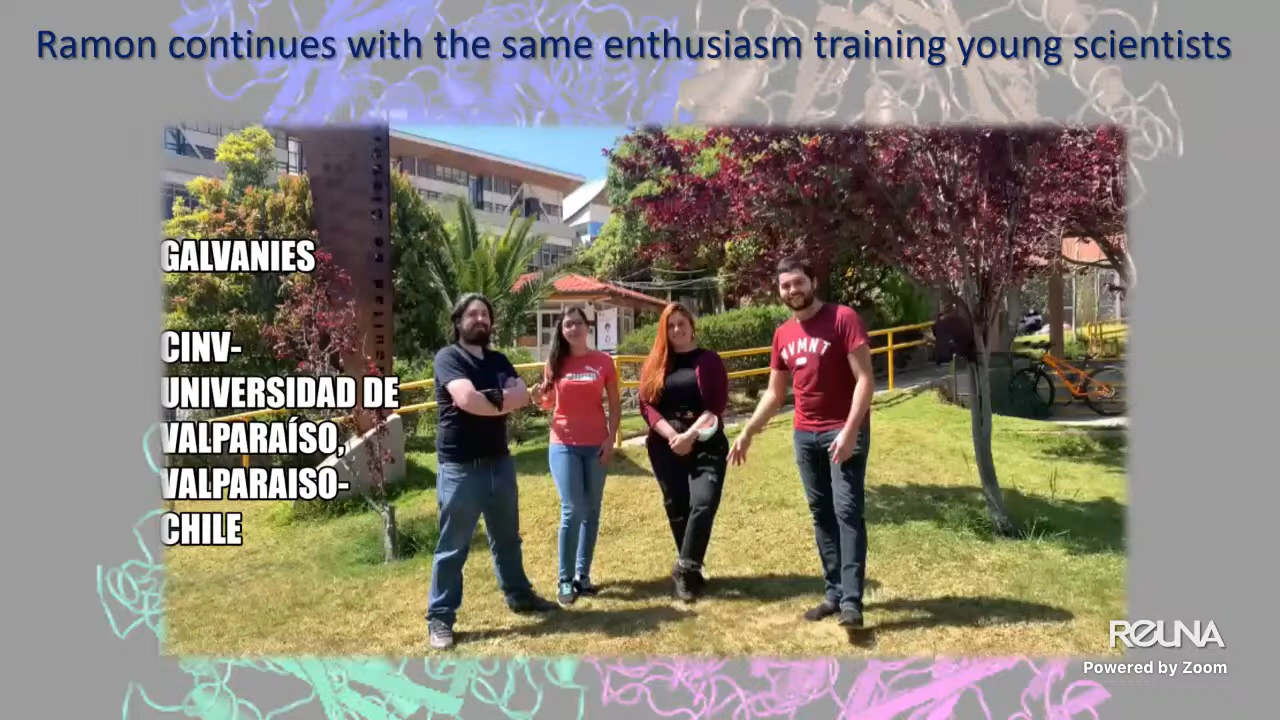 Ramon continues with the same enthusiasm training young scientists
GALVANIES
CINV-
UNIVERSIDAD DE
VALPARAÍSO,
VALPARAISO-
CHILE
REUNA
Powered by Zoom